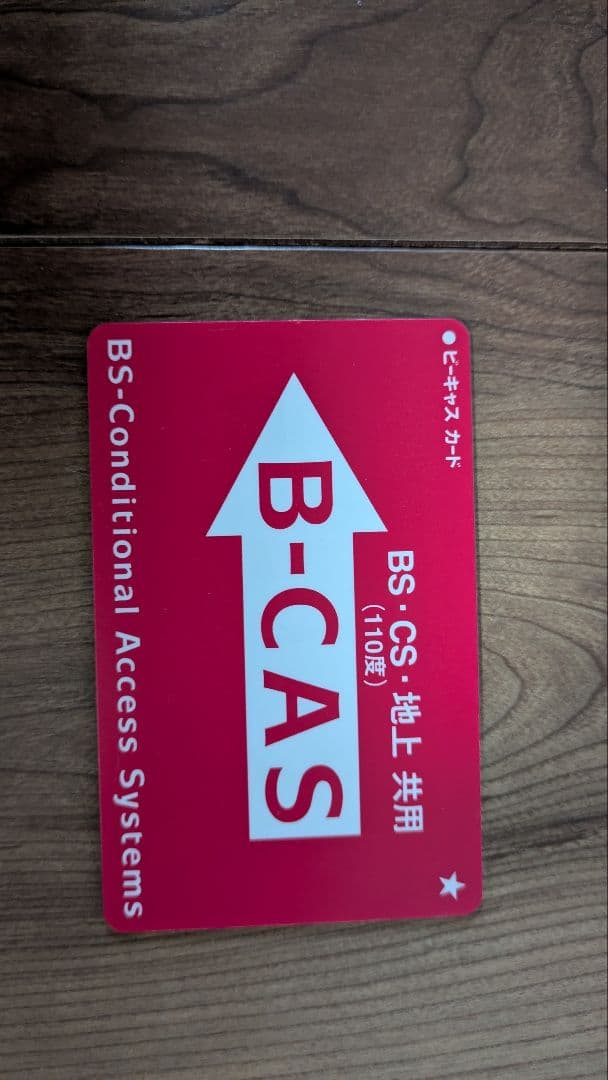 ●ビーキャス カード
BS・CS・地上 共用
(110度)
B-CAS
BS-Conditional Access Systems